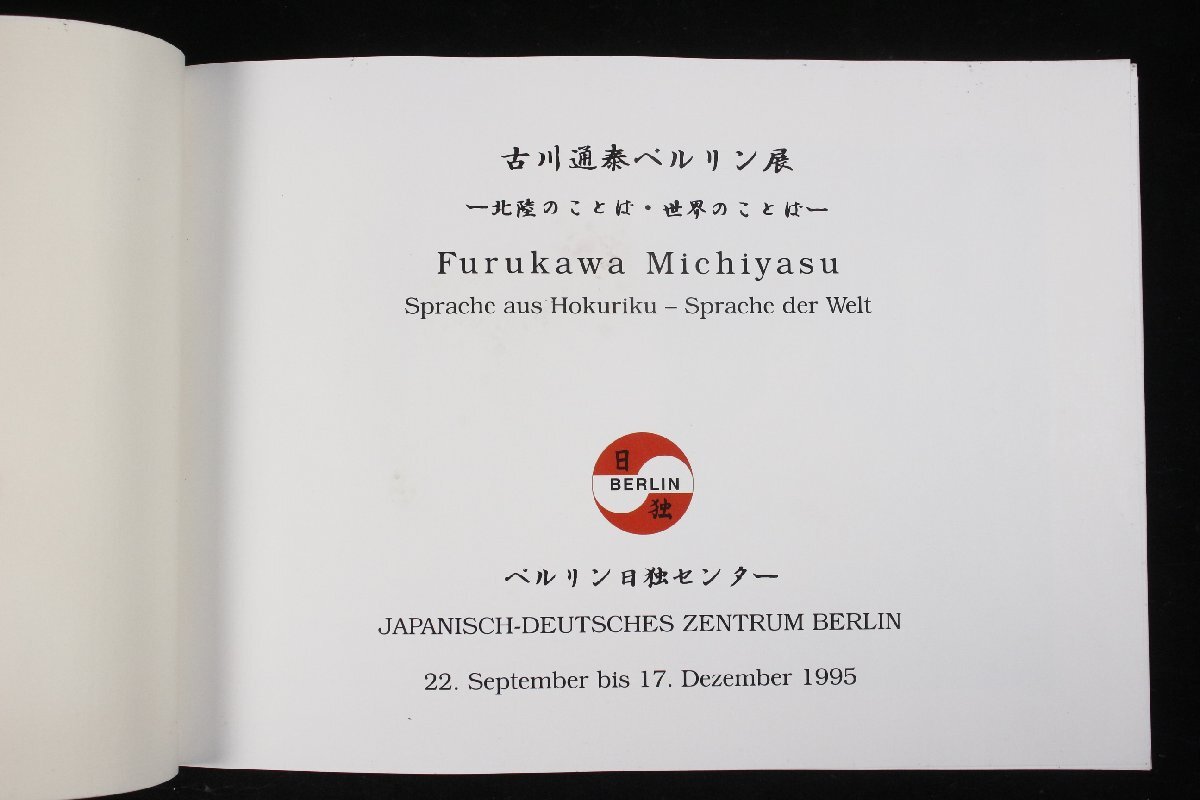 古川通泰ベルリン展
ー北陸のことば・世界のことばー
Furukawa Michiyasu
Sprache aus Hokuriku – Sprache der Welt
日
BERLIN
独
ベルリン日独センター
JAPANISCH-DEUTSCHES ZENTRUM BERLIN
22. September bis 17. Dezember 1995